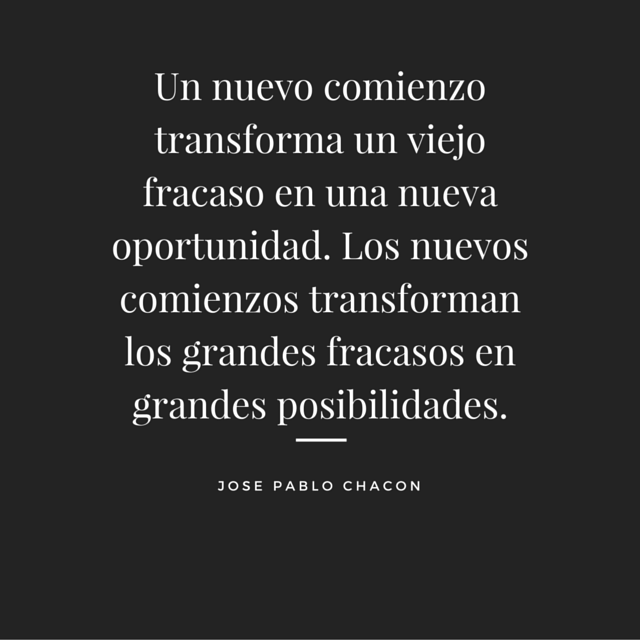 Un nuevo comienzo
transforma un viejo
fracaso en una nueva
oportunidad. Los nuevos
comienzos transforman
los grandes fracasos en
grandes posibilidades.
JOSE PABLO CHACON